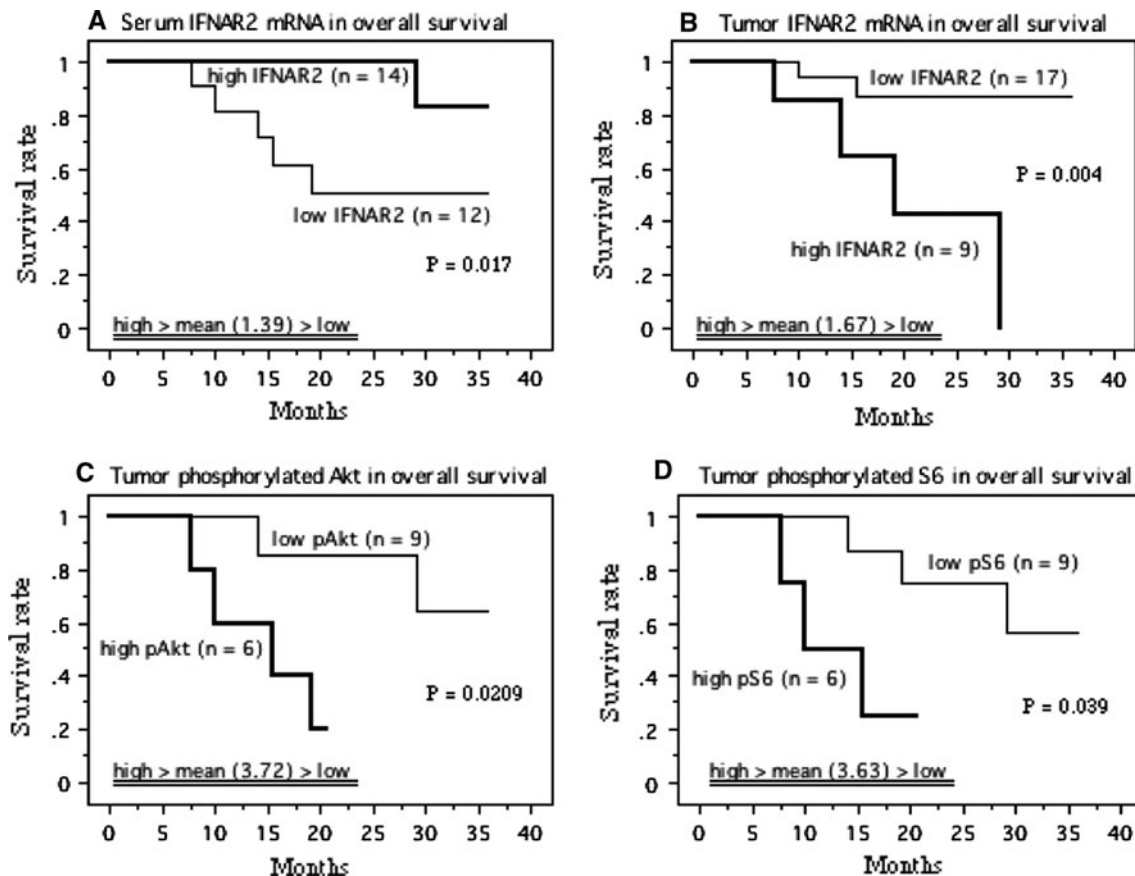 A Serum IFNAR2 mRNA in overall survival
Survival rate
1
.8
.6
.4
.2
0
high IFNAR2 (n = 14)
low IFNAR2 (n = 12)
P = 0.017
high > mean (1.39) > low
0 5 10 15 20 25 30 35 40
Months
B Tumor IFNAR2 mRNA in overall survival
Survival rate
1
.8
.6
.4
.2
0
low IFNAR2 (n = 17)
P = 0.004
high IFNAR2 (n = 9)
high > mean (1.67) > low
0 5 10 15 20 25 30 35 40
Months
C Tumor phosphorylated Akt in overall survival
Survival rate
1
.8
.6
.4
.2
0
low pAkt (n = 9)
high pAkt (n = 6)
P = 0.0209
high > mean (3.72) > low
0 5 10 15 20 25 30 35 40
Months
D Tumor phosphorylated S6 in overall survival
Survival rate
1
.8
.6
.4
.2
0
low pS6 (n = 9)
high pS6 (n = 6)
P = 0.039
high > mean (3.63) > low
0 5 10 15 20 25 30 35 40
Months